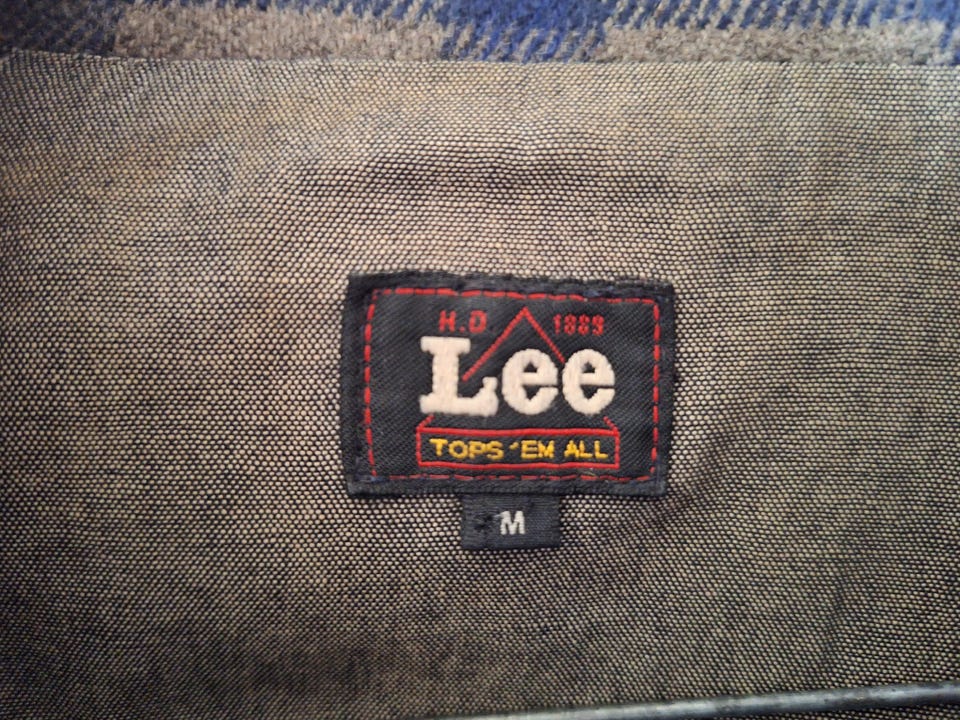 H.D 1889
Lee
TOPS 'EM ALL
M